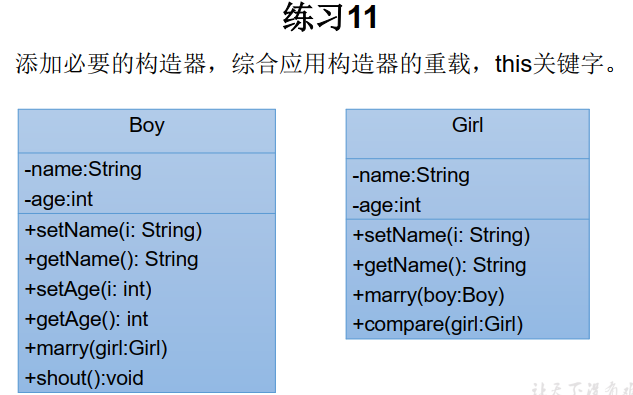 练习11
添加必要的构造器，综合应用构造器的重载，this关键字。
Boy
-name:String
-age:int
+setName(i: String)
+getName(): String
+setAge(i: int)
+getAge(): int
+marry(girl:Girl)
+shout():void
Girl
-name:String
-age:int
+setName(i: String)
+getName(): String
+marry(boy:Boy)
+compare(girl:Girl)